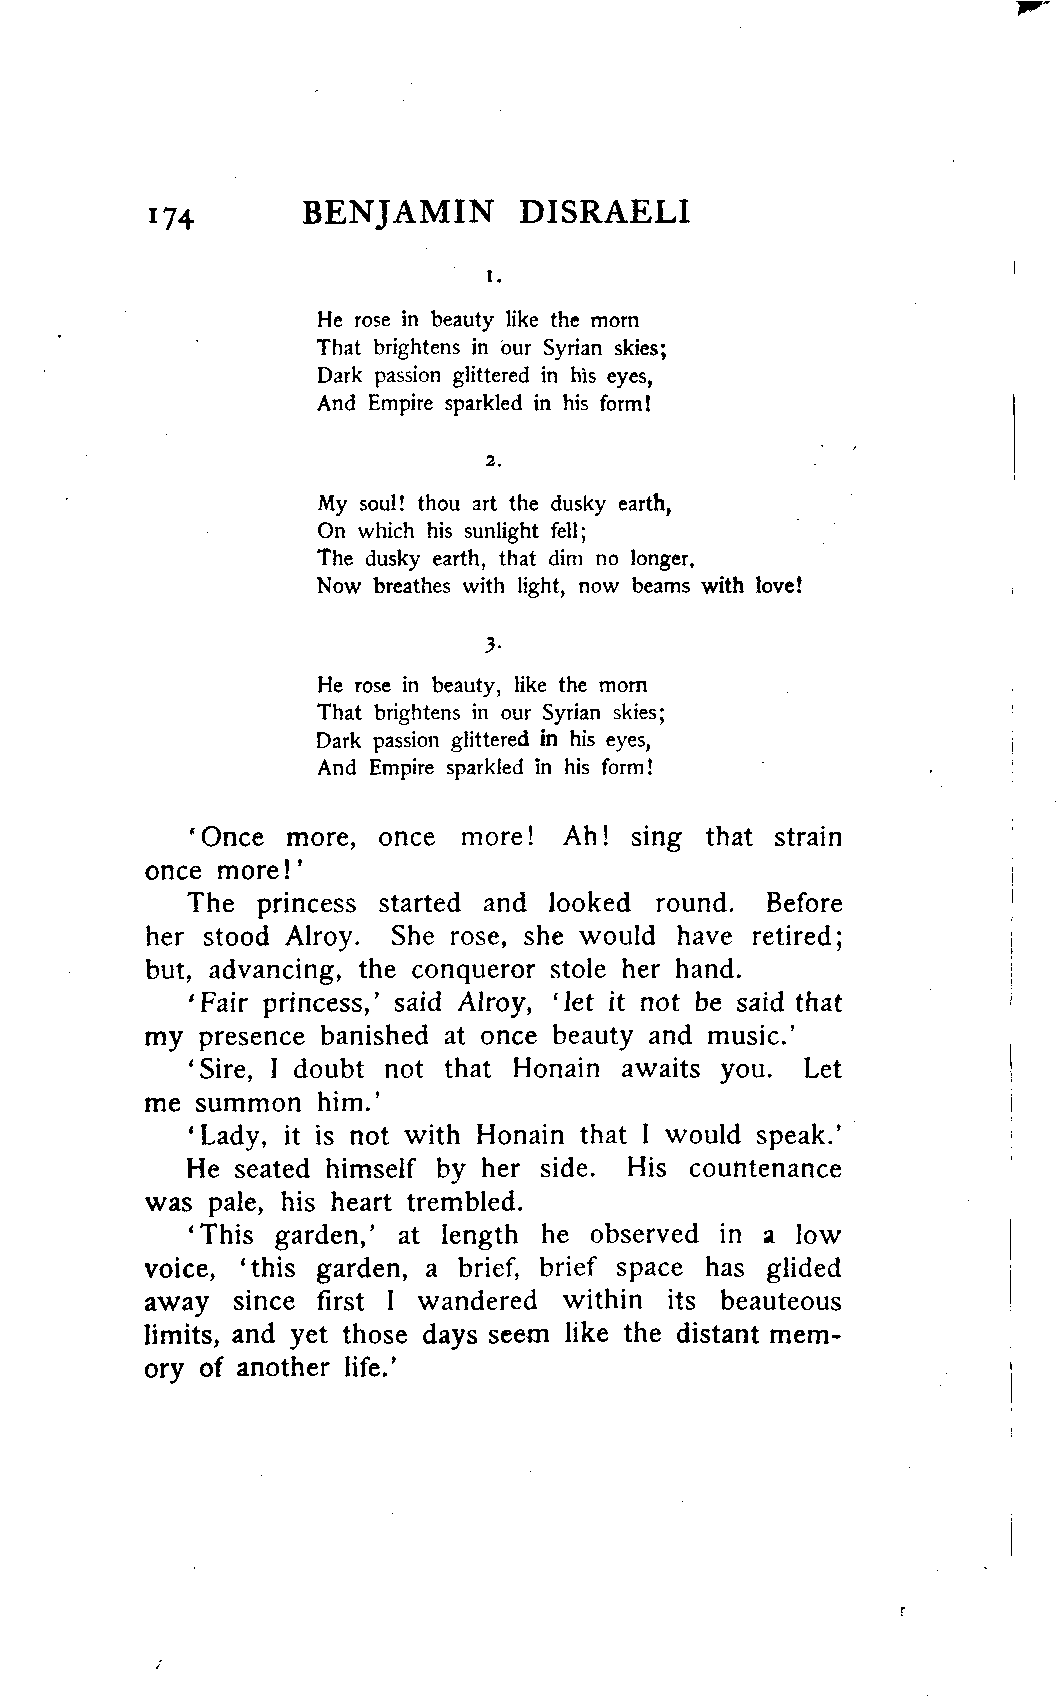 174 BENJAMIN DISRAELI
1.
He rose in beauty like the morn
That brightens in our Syrian skies;
Dark passion glittered in his eyes,
And Empire sparkled in his form!
2.
My soul! thou art the dusky earth,
On which his sunlight fell;
The dusky earth, that dim no longer,
Now breathes with light, now beams with love!
3.
He rose in beauty, like the morn
That brightens in our Syrian skies;
Dark passion glittered in his eyes,
And Empire sparkled in his form!
‘Once more, once more! Ah! sing that strain
once more!’
The princess started and looked round. Before
her stood Alroy. She rose, she would have retired;
but, advancing, the conqueror stole her hand.
‘Fair princess,’ said Alroy, ‘let it not be said that
my presence banished at once beauty and music.’
‘Sire, I doubt not that Honain awaits you. Let
me summon him.’
‘Lady, it is not with Honain that I would speak.’
He seated himself by her side. His countenance
was pale, his heart trembled.
‘This garden,’ at length he observed in a low
voice, ‘this garden, a brief, brief space has glided
away since first I wandered within its beauteous
limits, and yet those days seem like the distant mem-
ory of another life.’